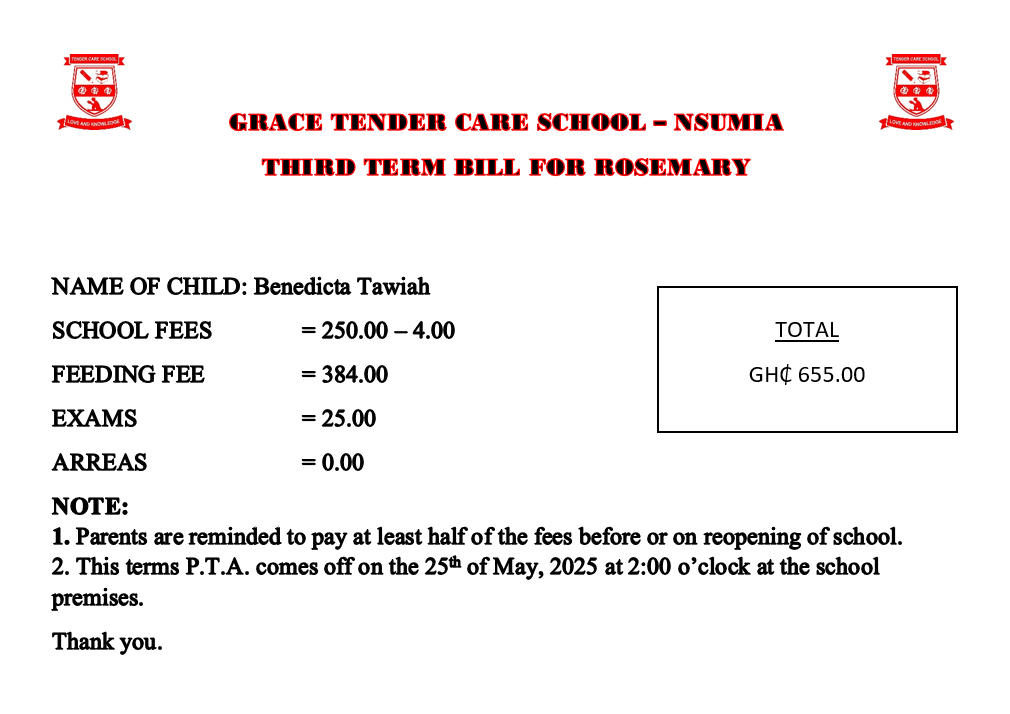 TENDER CARE SCHOOL
LOVE AND KNOWLEDGE
TENDER CARE SCHOOL
LOVE AND KNOWLEDGE
GRACE TENDER CARE SCHOOL – NSUMIA
THIRD TERM BILL FOR ROSEMARY
NAME OF CHILD: Benedicta Tawiah
SCHOOL FEES = 250.00 – 4.00
FEEDING FEE = 384.00
EXAMS = 25.00
ARREAS = 0.00
TOTAL
GH₵ 655.00
NOTE:
1. Parents are reminded to pay at least half of the fees before or on reopening of school.
2. This terms P.T.A. comes off on the 25th of May, 2025 at 2:00 o’clock at the school
premises.
Thank you.